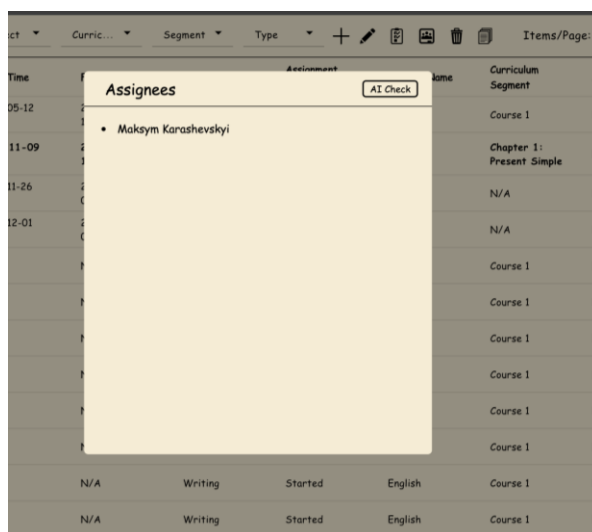 ct Curric... Segment Type Items/Page:
Time Assignment Name Curriculum Segment
05-12 Course 1
11-09 Chapter 1: Present Simple
11-26 N/A
12-01 N/A
Assignees AI Check
• Maksym Karashevskyi
Course 1
Course 1
Course 1
Course 1
Course 1
Course 1
N/A Writing Started English Course 1
N/A Writing Started English Course 1